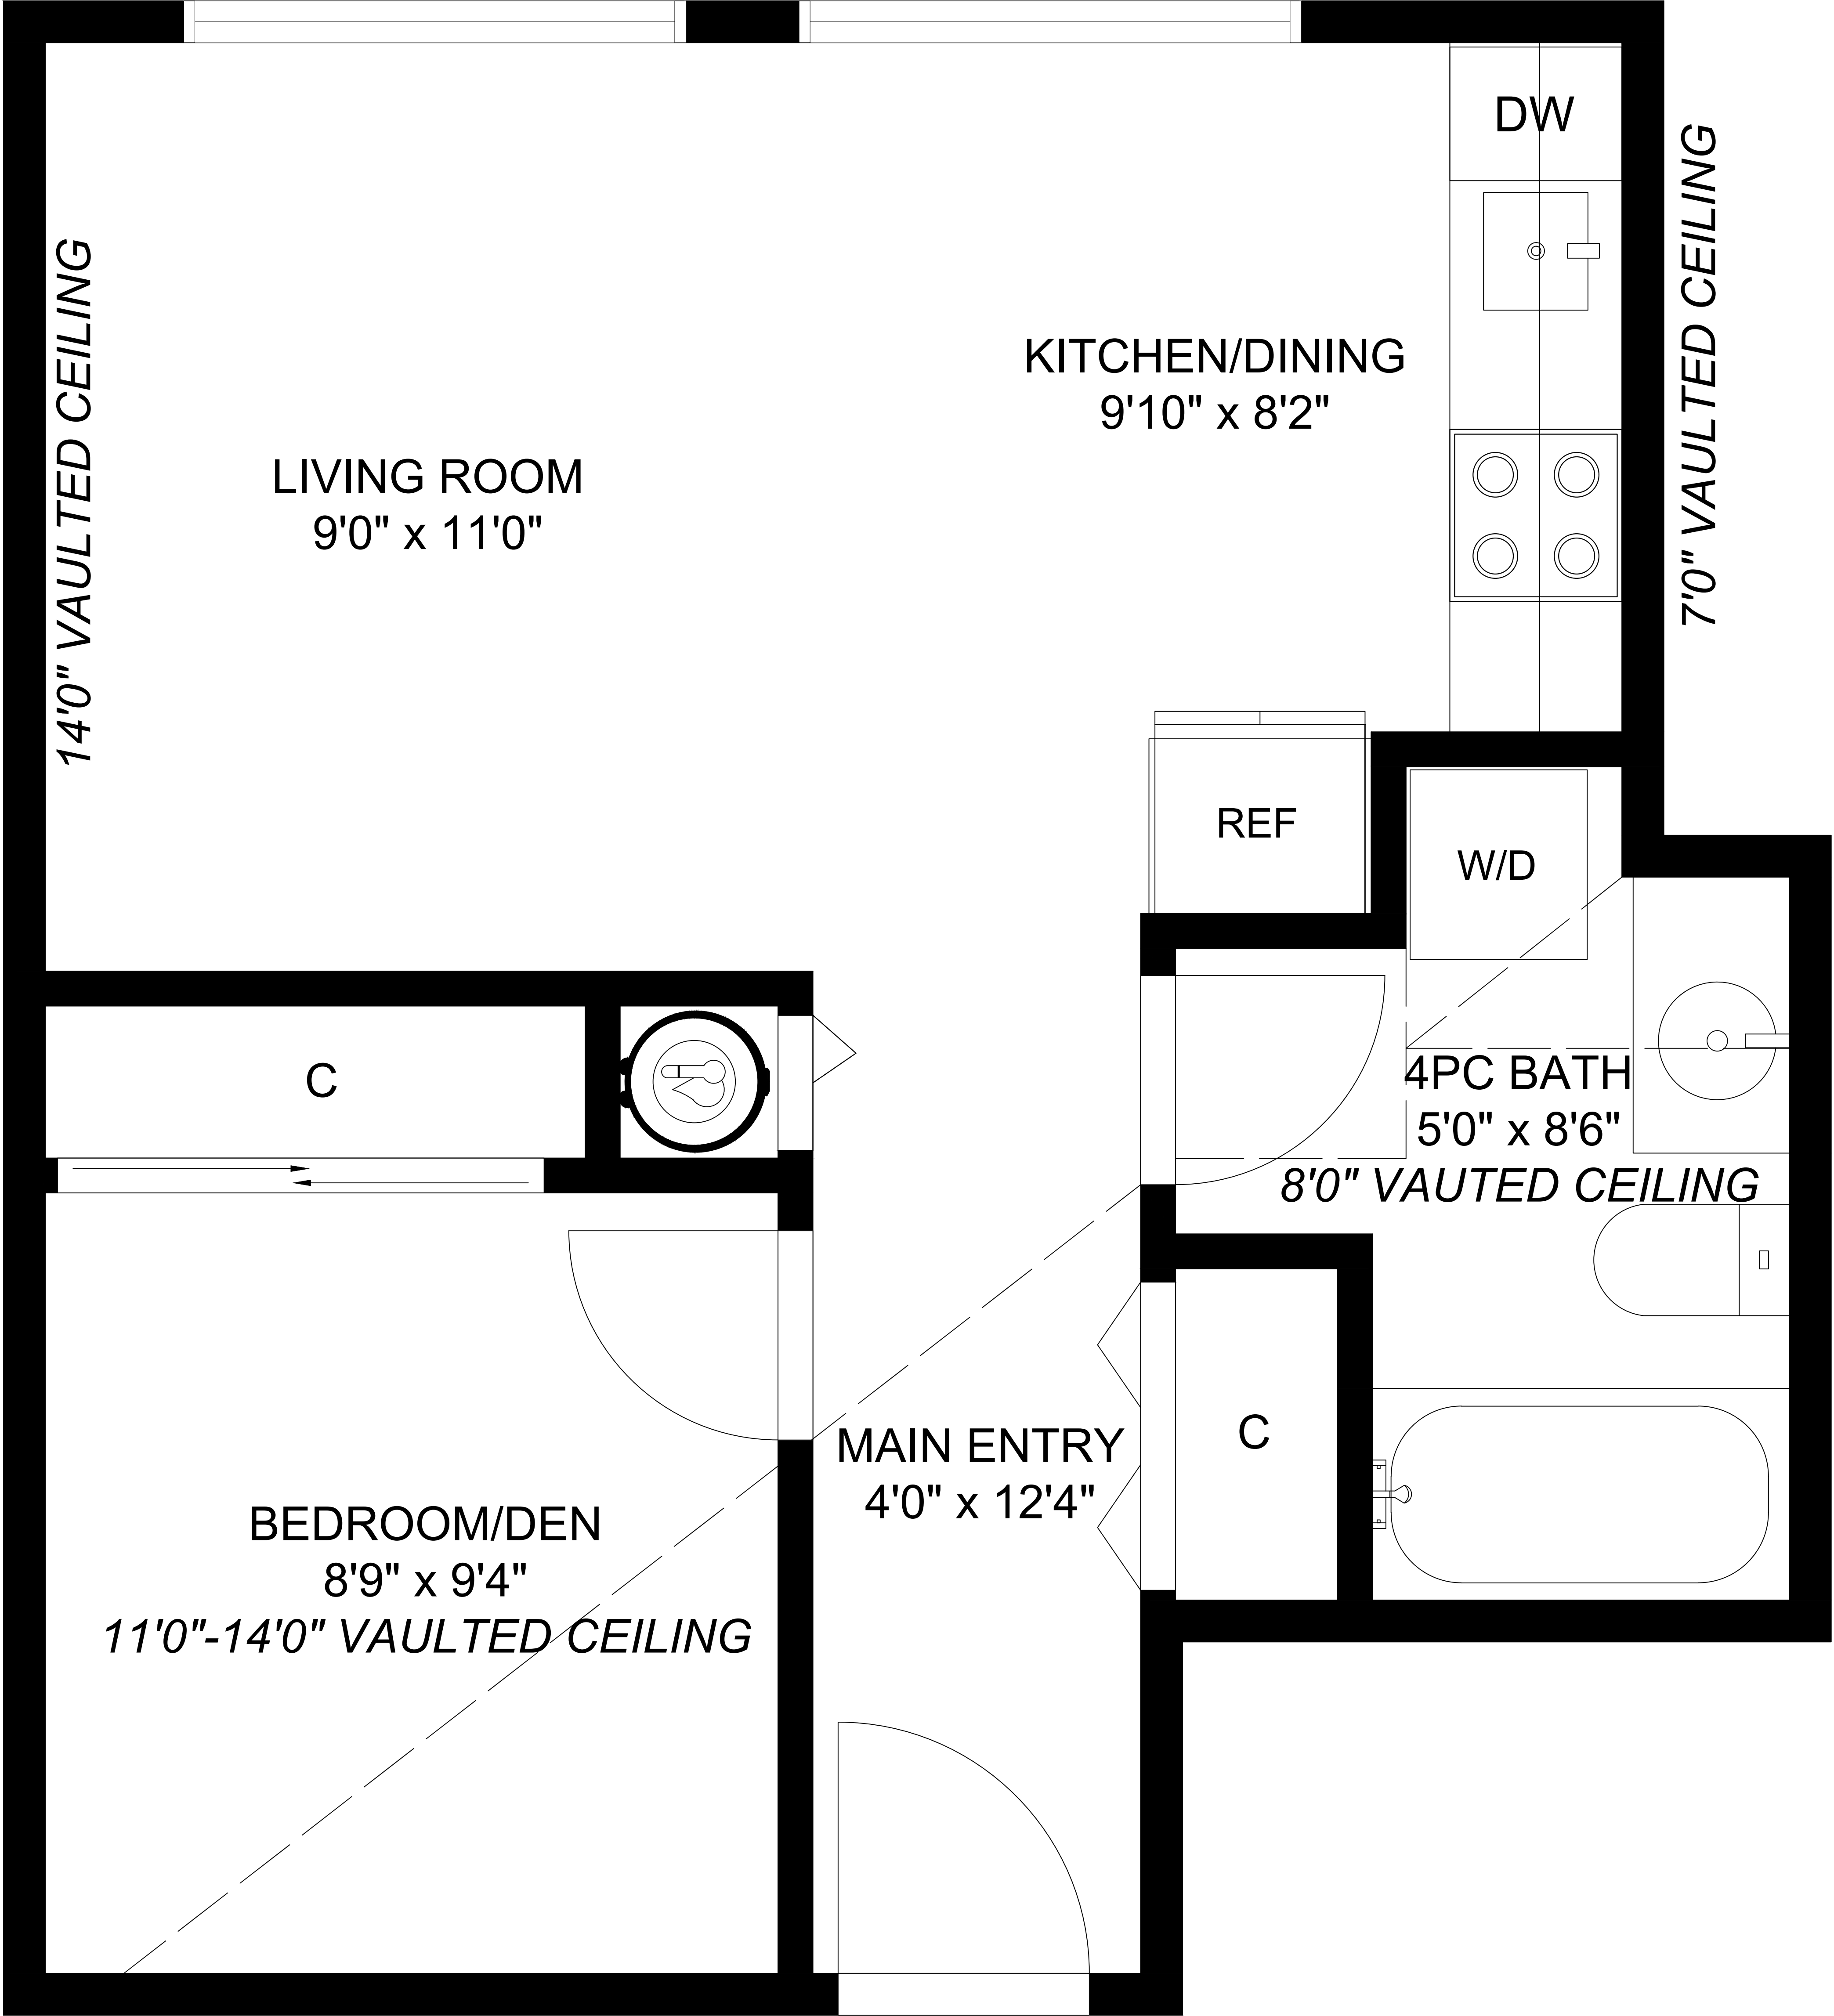 DW
14'0" VAULTED CEILING
7'0" VAULTED CEILING
KITCHEN/DINING
9'10" x 8'2"
LIVING ROOM
9'0" x 11'0"
REF
W/D
C
4PC BATH
5'0" x 8'6"
8'0" VAUTED CEILING
C
MAIN ENTRY
4'0" x 12'4"
BEDROOM/DEN
8'9" x 9'4"
11'0"-14'0" VAULTED CEILING